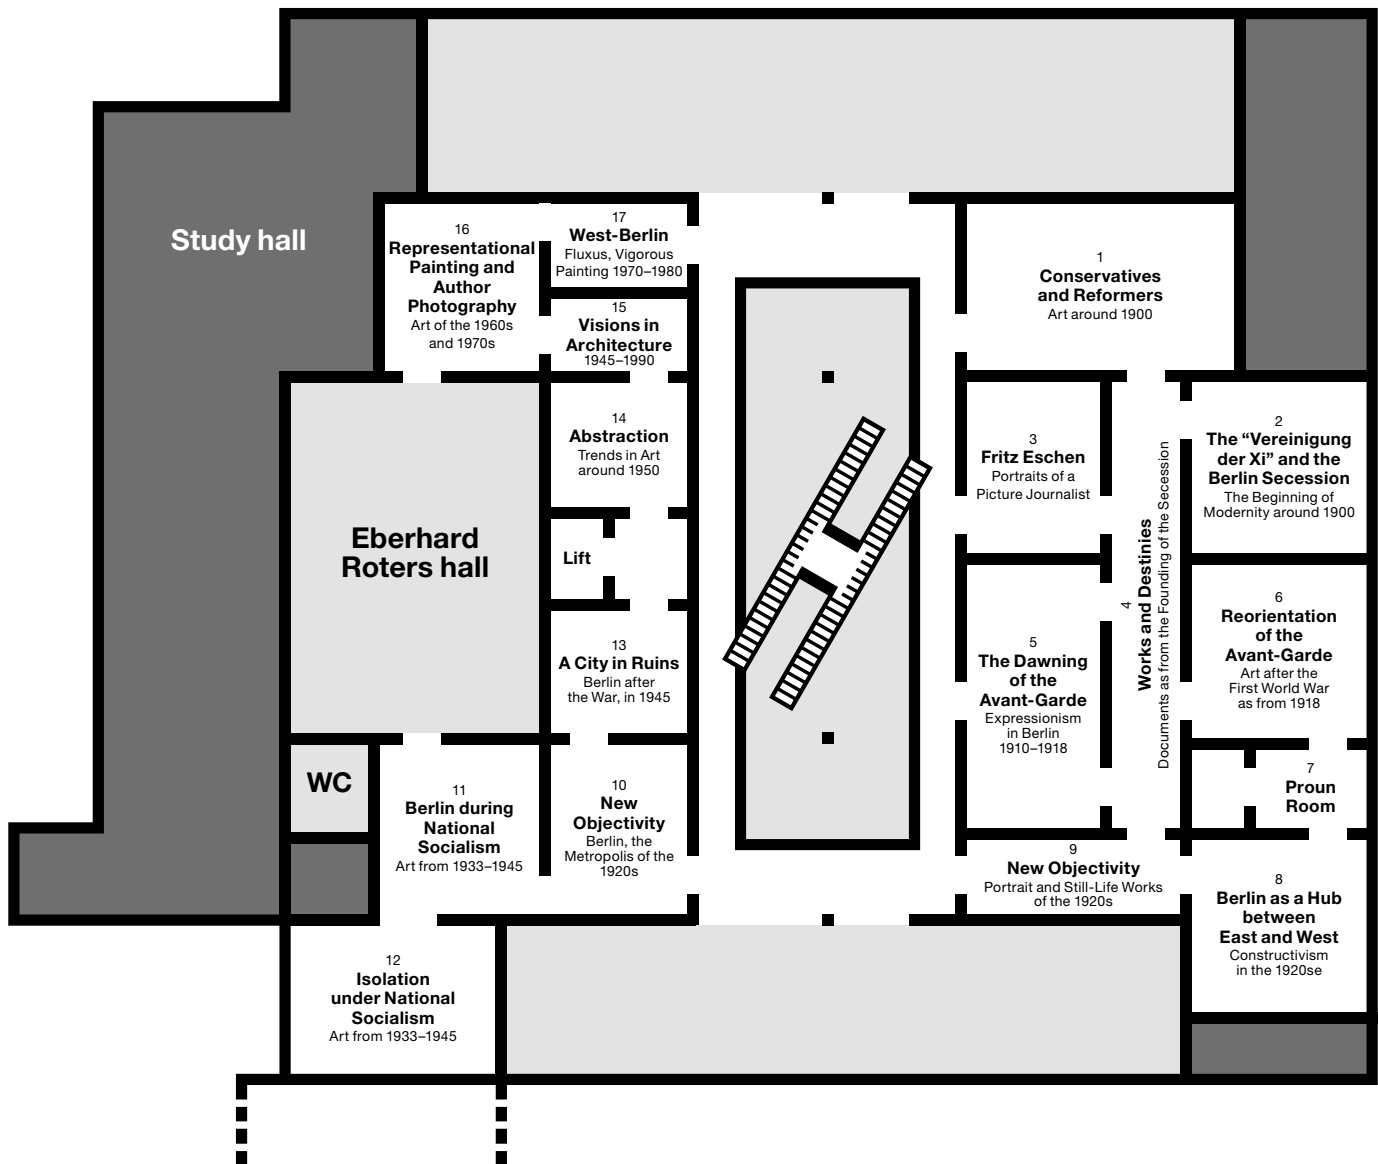 Study hall
16
Representational
Painting and
Author
Photography
Art of the 1960s
and 1970s
17
West-Berlin
Fluxus, Vigorous
Painting 1970–1980
15
Visions in
Architecture
1945–1990
14
Abstraction
Trends in Art
around 1950
Eberhard
Roters hall
Lift
13
A City in Ruins
Berlin after
the War, in 1945
WC
11
Berlin during
National
Socialism
Art from 1933–1945
10
New
Objectivity
Berlin, the
Metropolis of the
1920s
12
Isolation
under National
Socialism
Art from 1933–1945
1
Conservatives
and Reformers
Art around 1900
3
Fritz Eschen
Portraits of a
Picture Journalist
2
The “Vereinigung
der Xi” and the
Berlin Secession
The Beginning of
Modernity around 1900
4
Works and Destinies
Documents as from the Founding of the Secession
5
The Dawning
of the
Avant-Garde
Expressionism
in Berlin
1910–1918
6
Reorientation
of the
Avant-Garde
Art after the
First World War
as from 1918
7
Proun
Room
9
New Objectivity
Portrait and Still-Life Works
of the 1920s
8
Berlin as a Hub
between
East and West
Constructivism
in the 1920se